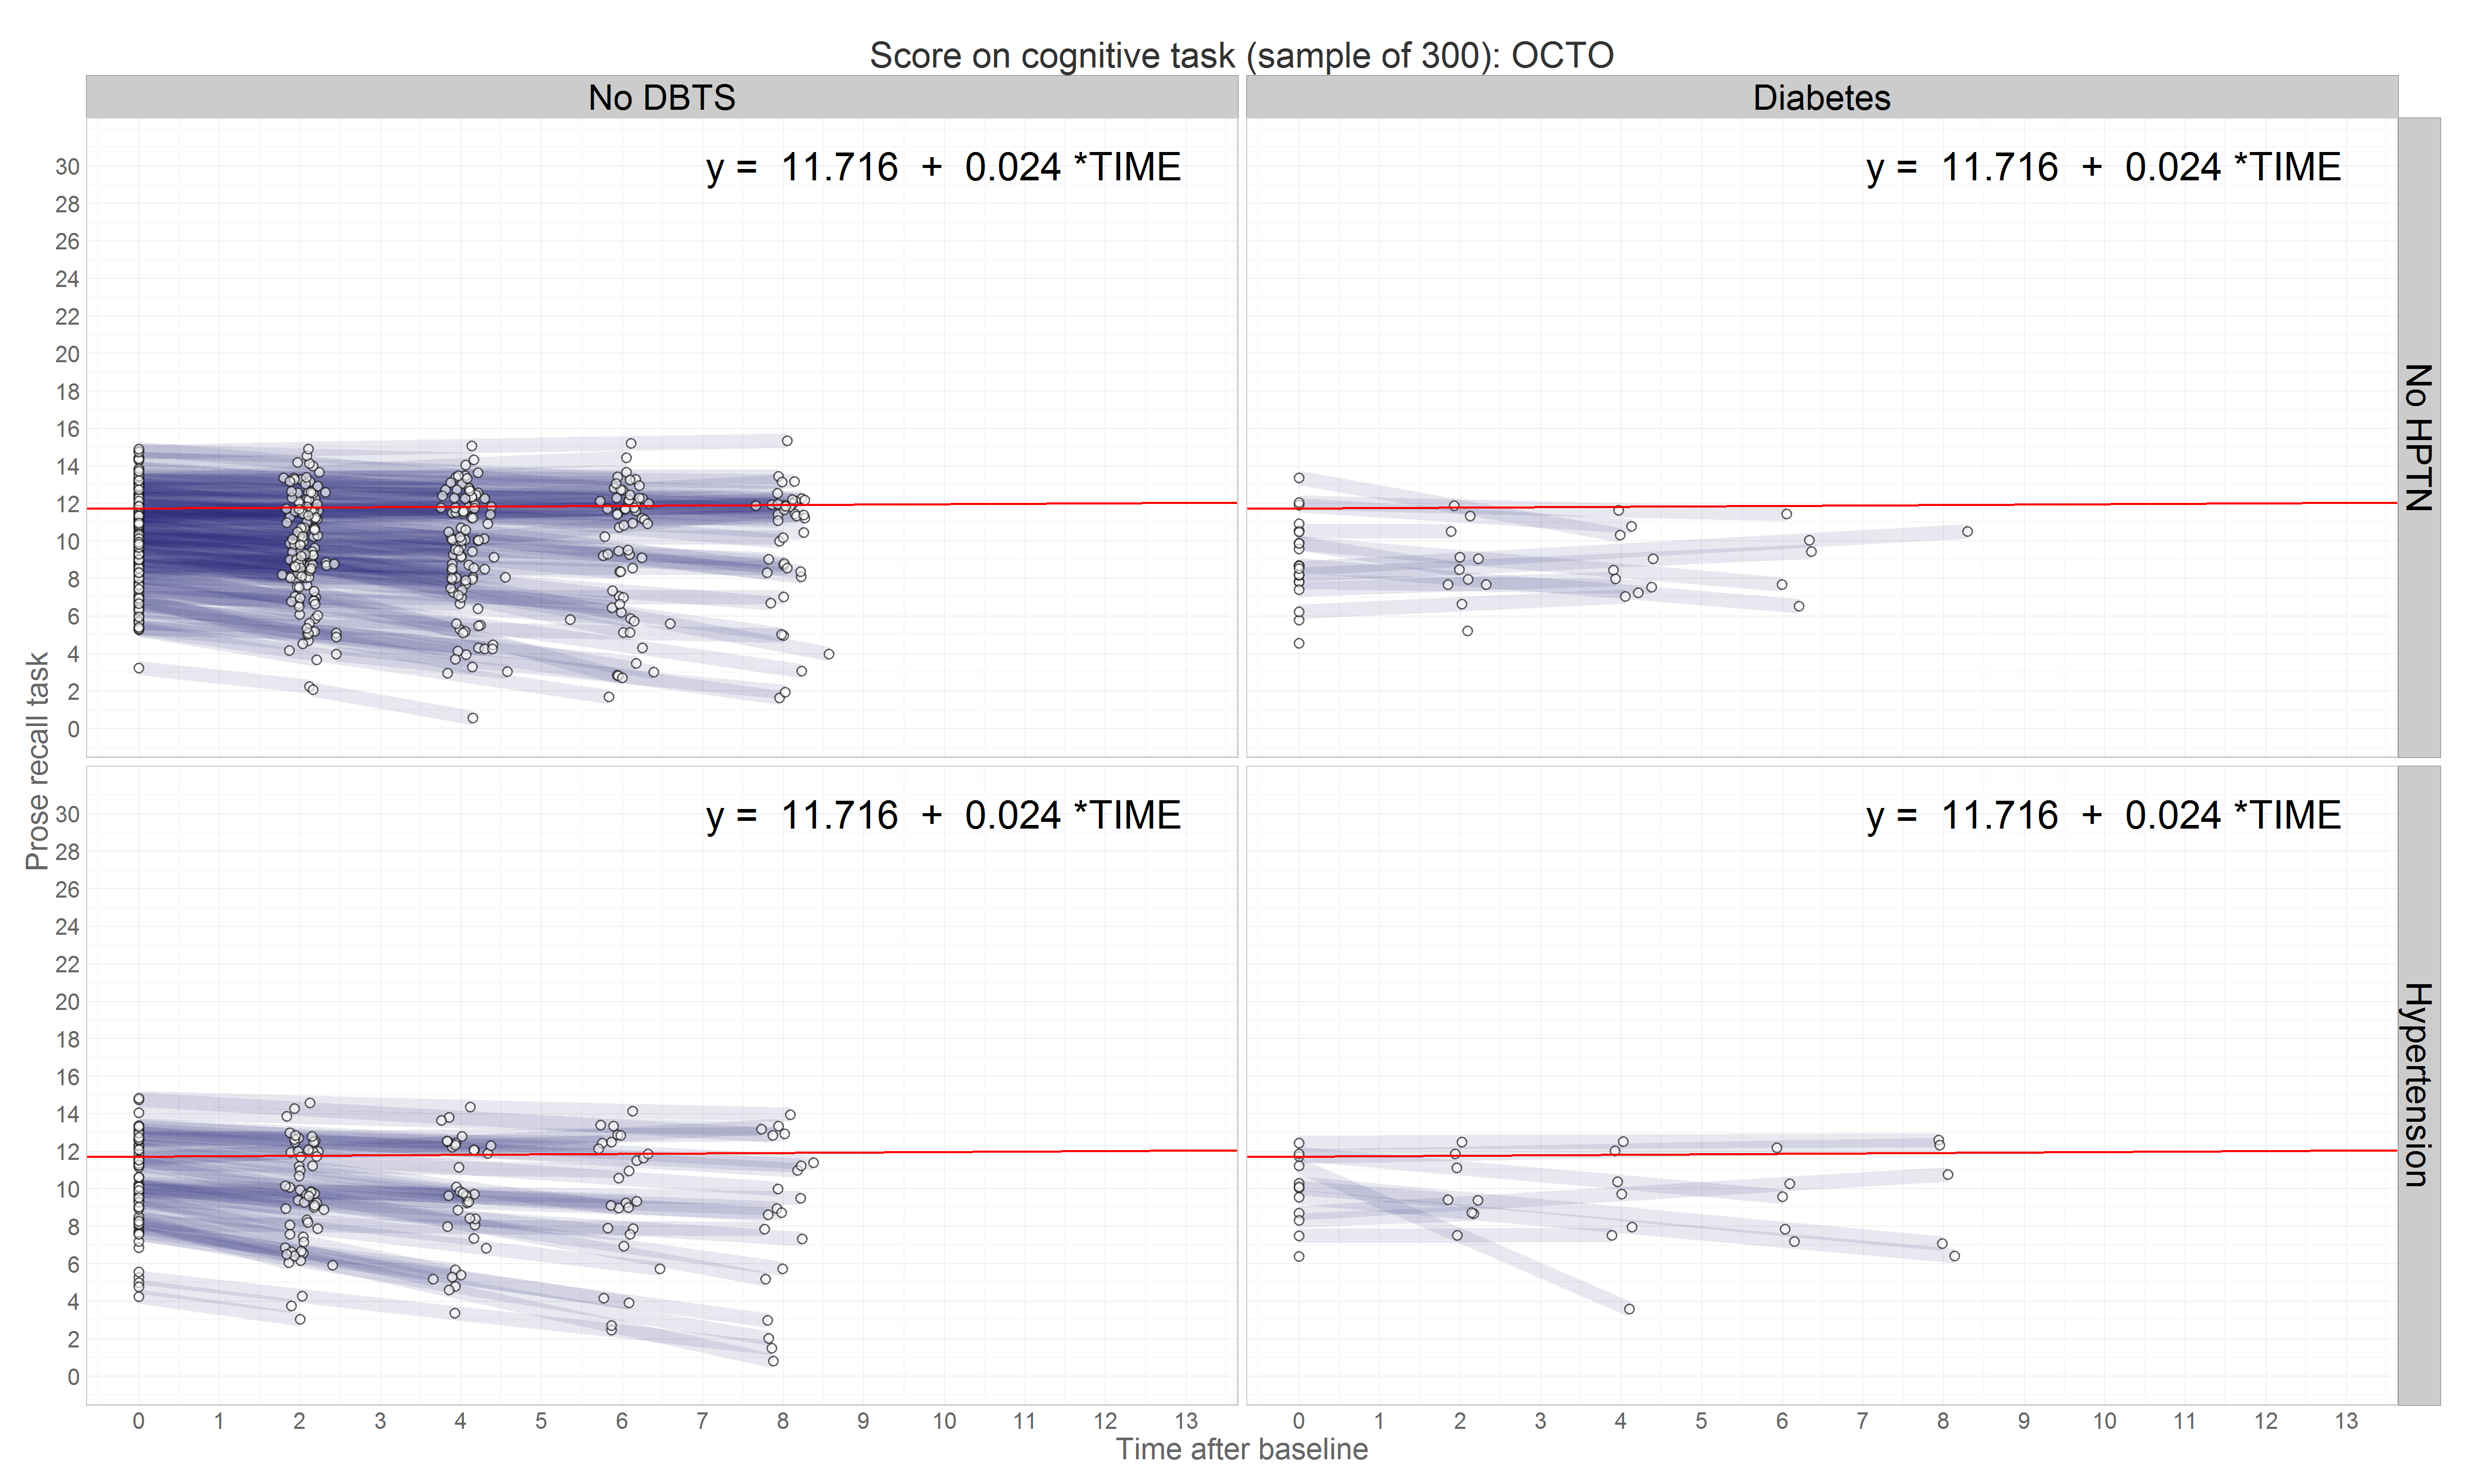 Score on cognitive task (sample of 300): OCTO
No DBTS
Diabetes
y = 11.716 + 0.024 *TIME
y = 11.716 + 0.024 *TIME
30
28
26
24
22
20
18
16
14
12
10
8
6
4
2
0
No HPTN
Prose recall task
y = 11.716 + 0.024 *TIME
y = 11.716 + 0.024 *TIME
30
28
26
24
22
20
18
16
14
12
10
8
6
4
2
0
Hypertension
0 1 2 3 4 5 6 7 8 9 10 11 12 13
0 1 2 3 4 5 6 7 8 9 10 11 12 13
Time after baseline